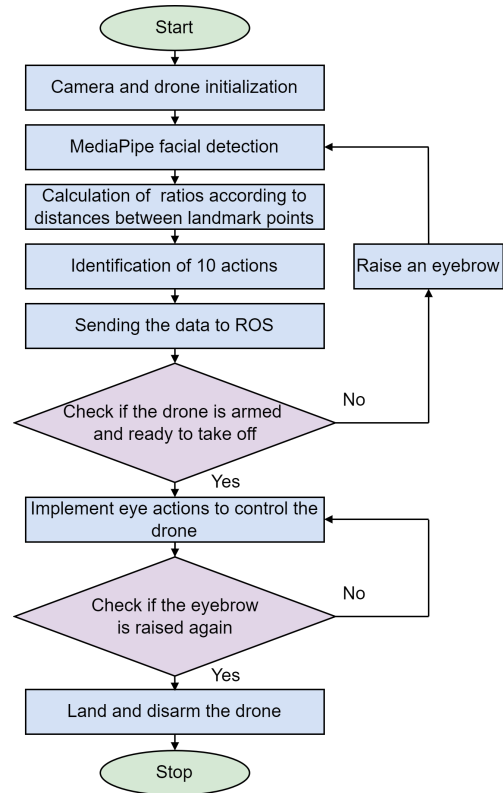 Start
Camera and drone initialization
MediaPipe facial detection
Calculation of ratios according to
distances between landmark points
Identification of 10 actions
Raise an eyebrow
Sending the data to ROS
Check if the drone is armed
and ready to take off
No
Yes
Implement eye actions to control the
drone
Check if the eyebrow
is raised again
No
Yes
Land and disarm the drone
Stop